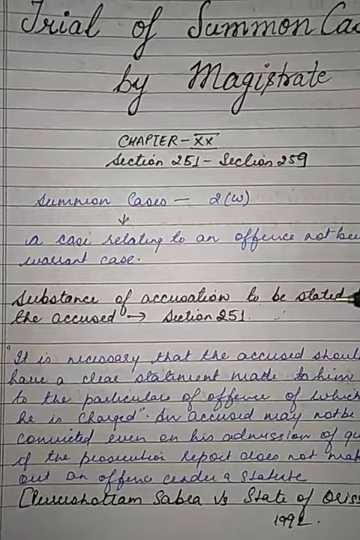 Trial of Summon Cas
by Magistrate
CHAPTER - XX
Section 251 - Section 259
Summon Cases - 2(w)
↓
a case relating to an offence not be
warrant case.
Substance of accusation to be stated
the accused → Section 251.
"It is necessary that the accused shoul
have a clear statement made to him
to the particulars of offence of which
he is charged". An accused may not be
convicted even on his admission of gu
if the prosecution report does not mak
out an offence under a Statute
(Purushottam Sabra vs State of Oriss
1992.